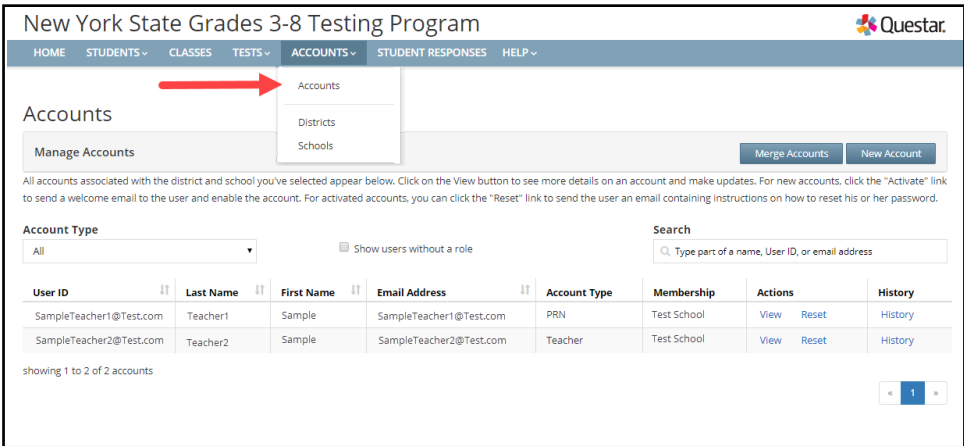 New York State Grades 3-8 Testing Program
Questar.
HOME STUDENTS CLASSES TESTS ACCOUNTS STUDENT RESPONSES HELP
Accounts
Districts
Schools
Accounts
Manage Accounts
Merge Accounts New Account
All accounts associated with the district and school you've selected appear below. Click on the View button to see more details on an account and make updates. For new accounts, click the "Activate" link
to send a welcome email to the user and enable the account. For activated accounts, you can click the "Reset" link to send the user an email containing instructions on how to reset his or her password.
Account Type
Search
All
Show users without a role
Type part of a name, User ID, or email address
User ID Last Name First Name Email Address Account Type Membership Actions History
SampleTeacher1@Test.com Teacher1 Sample SampleTeacher1@Test.com PRN Test School View Reset History
SampleTeacher2@Test.com Teacher2 Sample SampleTeacher2@Test.com Teacher Test School View Reset History
showing 1 to 2 of 2 accounts
« 1 »